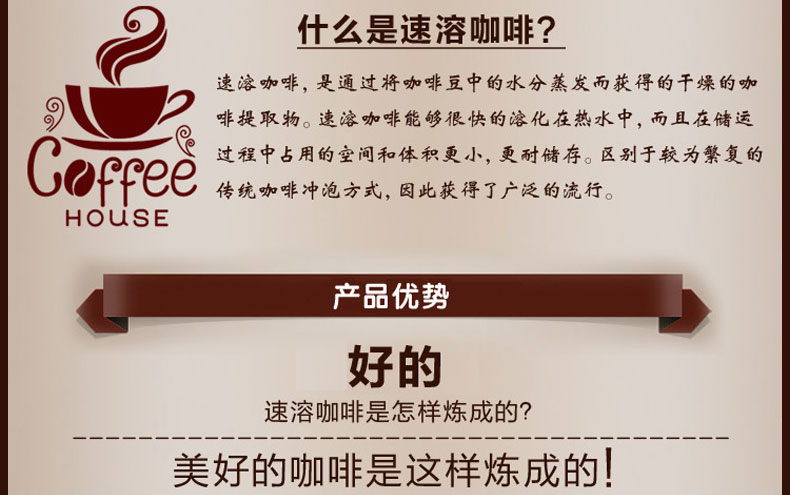 什么是速溶咖啡？
速溶咖啡，是通过将咖啡豆中的水分蒸发而获得的干燥的咖
啡提取物。速溶咖啡能够很快的溶化在热水中，而且在储运
过程中占用的空间和体积更小，更耐储存。区别于较为繁复的
传统咖啡冲泡方式，因此获得了广泛的流行。
Coffee
HOUSE
产品优势
好的
速溶咖啡是怎样炼成的？
美好的咖啡是这样炼成的！